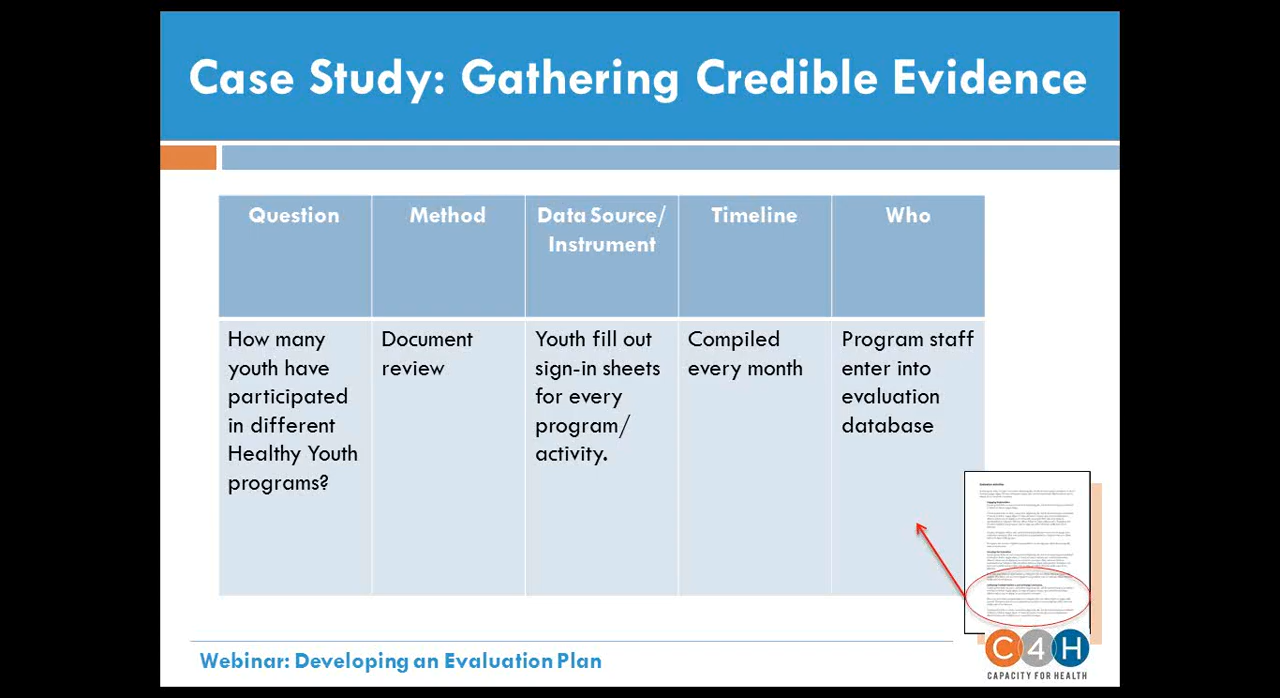 Case Study: Gathering Credible Evidence
Question
Method
Data Source/
Instrument
Timeline
Who
How many
youth have
participated
in different
Healthy Youth
programs?
Document
review
Youth fill out
sign-in sheets
for every
program/
activity.
Compiled
every month
Program staff
enter into
evaluation
database
Webinar: Developing an Evaluation Plan
C4H
CAPACITY FOR HEALTH